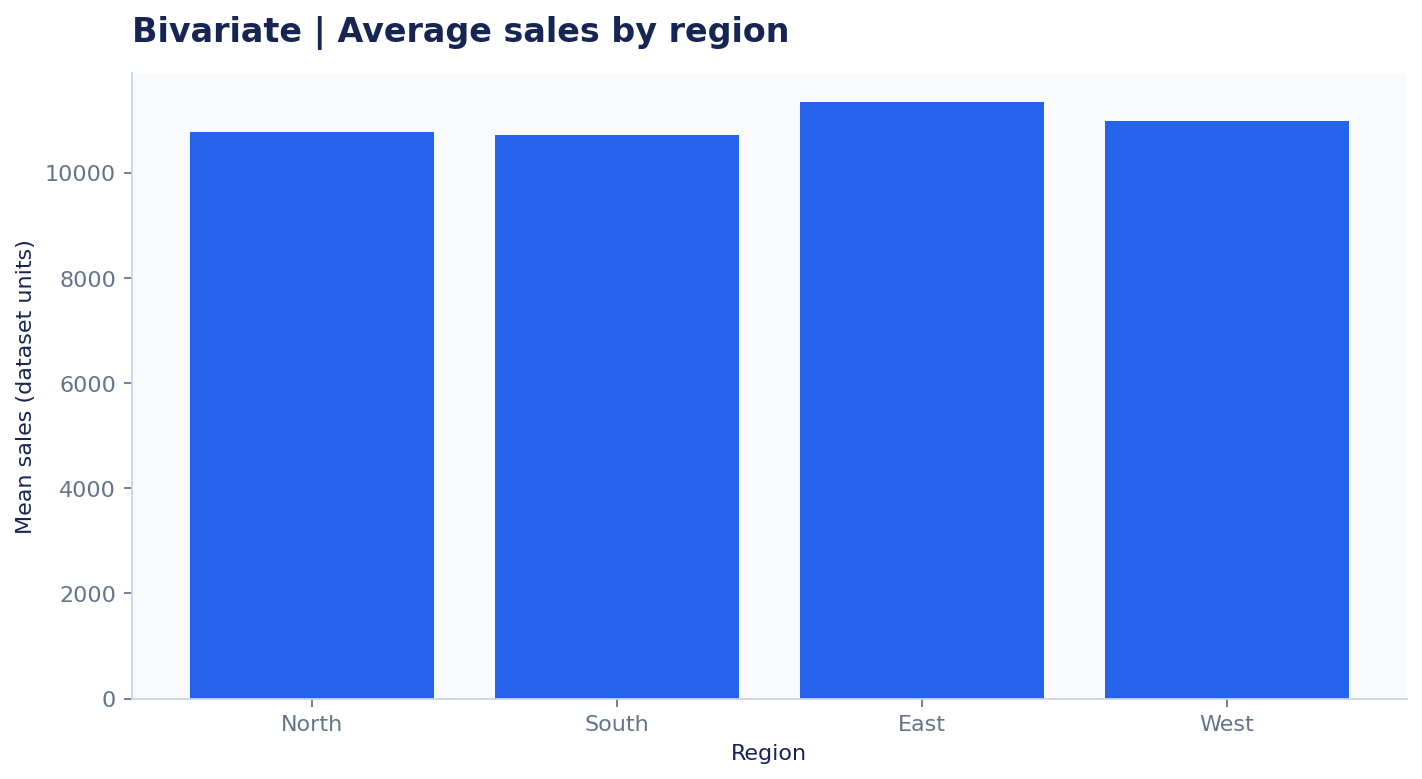 Bivariate | Average sales by region
Mean sales (dataset units)
10000
8000
6000
4000
2000
0
North South East West
Region